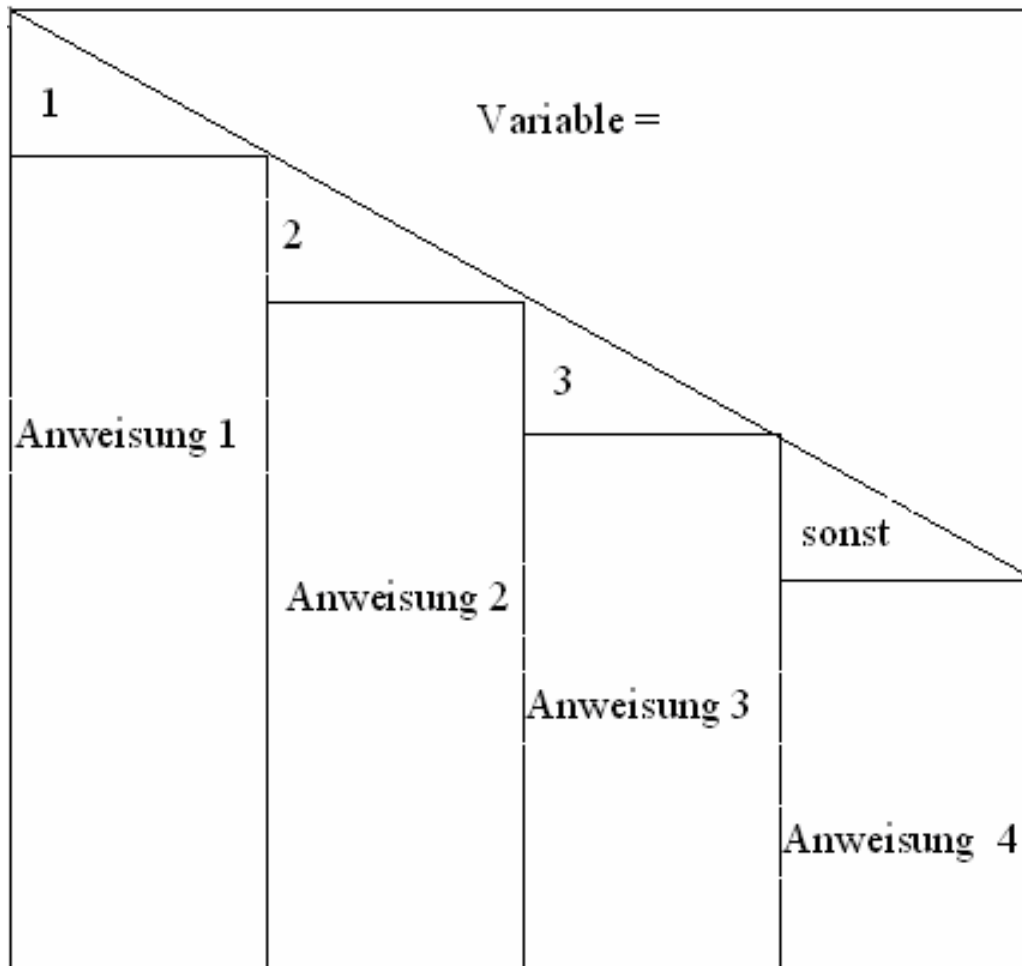 1
Variable =
2
3
Anweisung 1
sonst
Anweisung 2
Anweisung 3
Anweisung 4